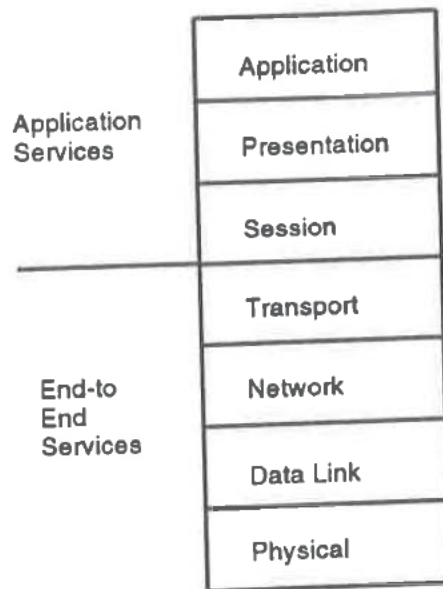 Application
Application
Services
Presentation
Session
Transport
End-to
End
Services
Network
Data Link
Physical